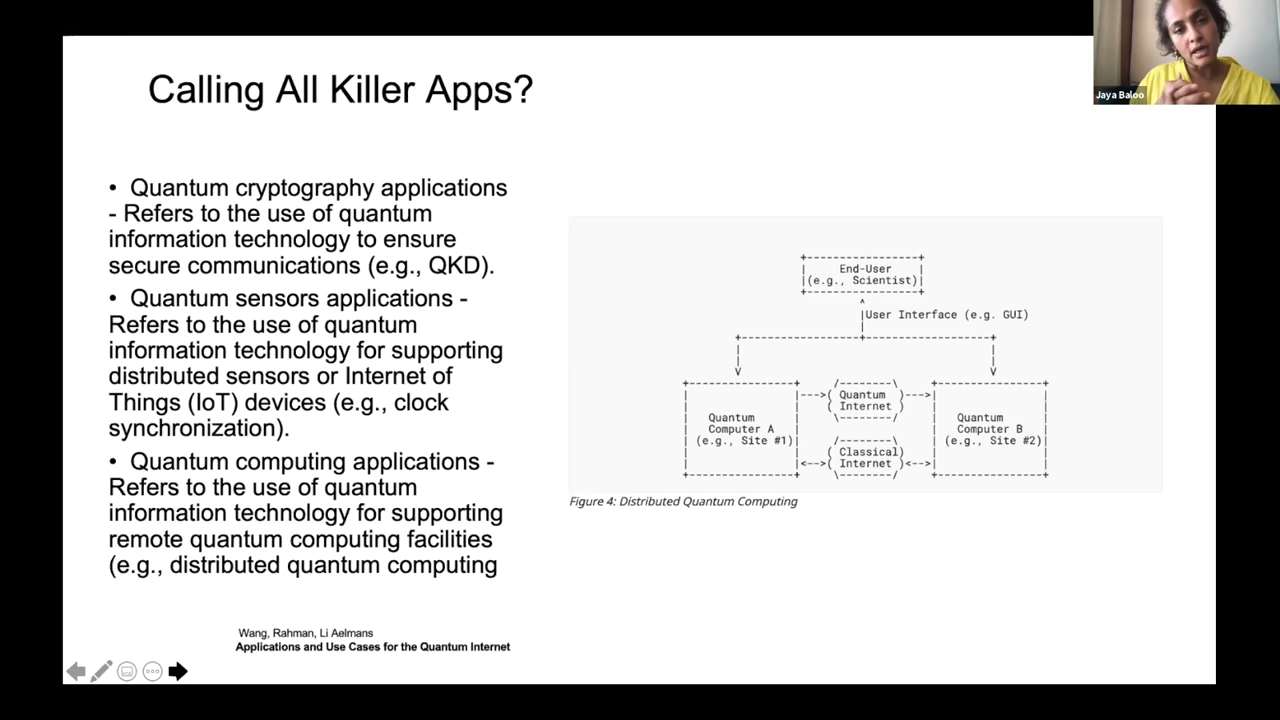 Calling All Killer Apps?
Jaya Baloo
• Quantum cryptography applications
- Refers to the use of quantum
information technology to ensure
secure communications (e.g., QKD).
• Quantum sensors applications -
Refers to the use of quantum
information technology for supporting
distributed sensors or Internet of
Things (IoT) devices (e.g., clock
synchronization).
• Quantum computing applications -
Refers to the use of quantum
information technology for supporting
remote quantum computing facilities
(e.g., distributed quantum computing
End-User
(e.g., Scientist)
User Interface (e.g. GUI)
Quantum
Computer A
(e.g., Site #1)
Quantum
Internet
Classical
Internet
Quantum
Computer B
(e.g., Site #2)
Figure 4: Distributed Quantum Computing
Wang, Rahman, Li Aelmans
Applications and Use Cases for the Quantum Internet